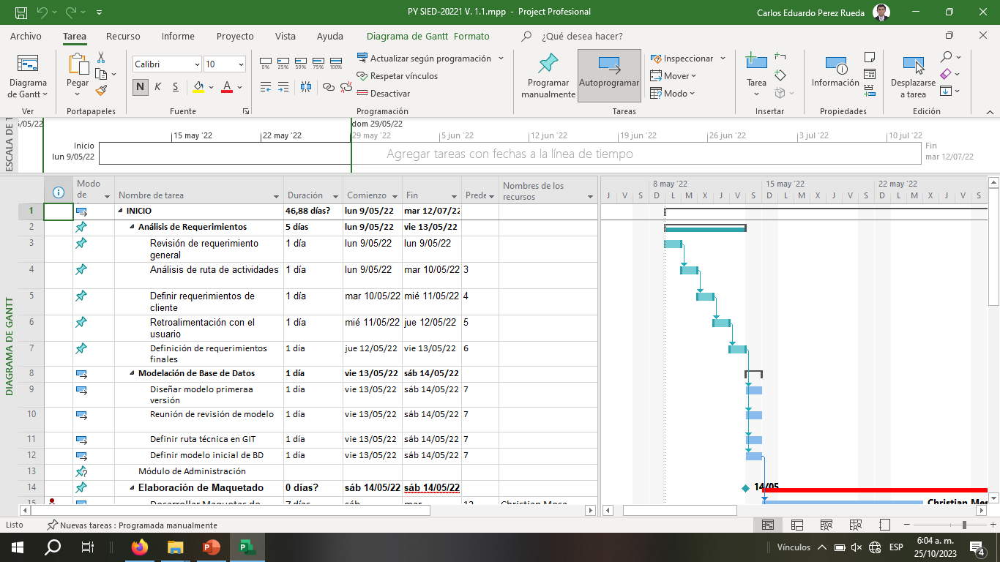 PY SIED-20221 V. 1.1.mpp - Project Profesional
Carlos Eduardo Perez Rueda
Archivo Tarea Recurso Informe Proyecto Vista Ayuda Diagrama de Gantt Formato ¿Qué desea hacer?
Diagrama de Gantt
Ver
Pegar
Portapapeles
Calibri 10
N K S
Fuente
0% 25% 50% 75% 100%
Actualizar según programación
Respetar vínculos
Desactivar
Programación
Programar manualmente
Autoprogramar
Inspeccionar
Mover
Modo
Tareas
Tarea
Insertar
Información
Propiedades
Desplazarse a tarea
Edición
ESCALA DE T
/05/22
dom 29/05/22
15 may '22 22 may '22 29 may '22 5 jun '22 12 jun '22 19 jun '22 26 jun '22 3 jul '22 10 jul '22
Inicio
lun 9/05/22
Agregar tareas con fechas a la línea de tiempo
Fin
mar 12/07/22
DIAGRAMA DE GANTT
Modo de Nombre de tarea Duración Comienzo Fin Prede Nombres de los recursos
8 may '22 15 may '22 22 may '22
J V S D L M X J V S D L M X J V S D L M X J V S
1 INICIO 46,88 días? lun 9/05/22 mar 12/07/22
2 Análisis de Requerimientos 5 días lun 9/05/22 vie 13/05/22
3 Revisión de requerimiento general 1 día lun 9/05/22 lun 9/05/22
4 Análisis de ruta de actividades 1 día lun 9/05/22 mar 10/05/22 3
5 Definir requerimientos de cliente 1 día mar 10/05/22 mié 11/05/22 4
6 Retroalimentación con el usuario 1 día mié 11/05/22 jue 12/05/22 5
7 Definición de requerimientos finales 1 día jue 12/05/22 vie 13/05/22 6
8 Modelación de Base de Datos 1 día vie 13/05/22 sáb 14/05/22
9 Diseñar modelo primeraa versión 1 día vie 13/05/22 sáb 14/05/22 7
10 Reunión de revisión de modelo 1 día vie 13/05/22 sáb 14/05/22 7
11 Definir ruta técnica en GIT 1 día vie 13/05/22 sáb 14/05/22 7
12 Definir modelo inicial de BD 1 día vie 13/05/22 sáb 14/05/22 7
13 Módulo de Administración
14 Elaboración de Maquetado 0 días? sáb 14/05/22 sáb 14/05/22
14/05
15 Desarrollar Maquetas de 7 días sáb mar 12 Christian Mesa
Christian Mes
Listo Nuevas tareas : Programada manualmente
Vínculos ESP
6:04 a. m.
25/10/2023
4